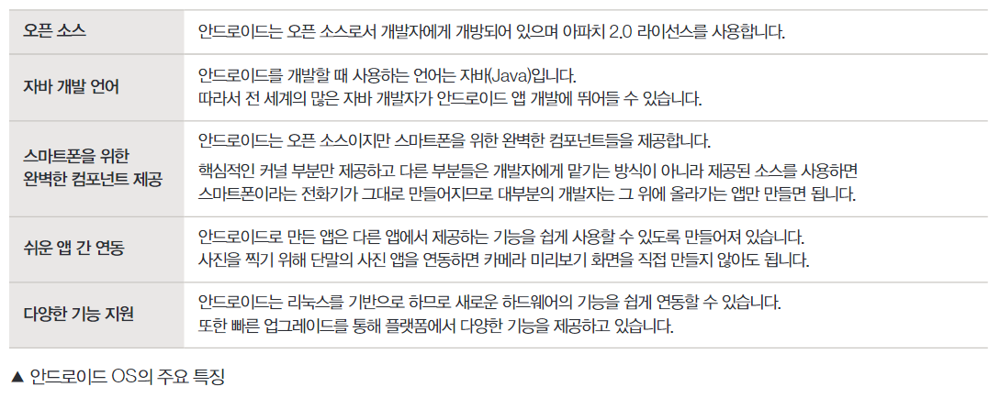 오픈 소스
안드로이드는 오픈 소스로서 개발자에게 개방되어 있으며 아파치 2.0 라이선스를 사용합니다.
자바 개발 언어
안드로이드를 개발할 때 사용하는 언어는 자바(Java)입니다.
따라서 전 세계의 많은 자바 개발자가 안드로이드 앱 개발에 뛰어들 수 있습니다.
스마트폰을 위한
완벽한 컴포넌트 제공
안드로이드는 오픈 소스이지만 스마트폰을 위한 완벽한 컴포넌트들을 제공합니다.
핵심적인 커널 부분만 제공하고 다른 부분들은 개발자에게 맡기는 방식이 아니라 제공된 소스를 사용하면
스마트폰이라는 전화기가 그대로 만들어지므로 대부분의 개발자는 그 위에 올라가는 앱만 만들면 됩니다.
쉬운 앱 간 연동
안드로이드로 만든 앱은 다른 앱에서 제공하는 기능을 쉽게 사용할 수 있도록 만들어져 있습니다.
사진을 찍기 위해 단말의 사진 앱을 연동하면 카메라 미리보기 화면을 직접 만들지 않아도 됩니다.
다양한 기능 지원
안드로이드는 리눅스를 기반으로 하므로 새로운 하드웨어의 기능을 쉽게 연동할 수 있습니다.
또한 빠른 업그레이드를 통해 플랫폼에서 다양한 기능을 제공하고 있습니다.
▲ 안드로이드 OS의 주요 특징